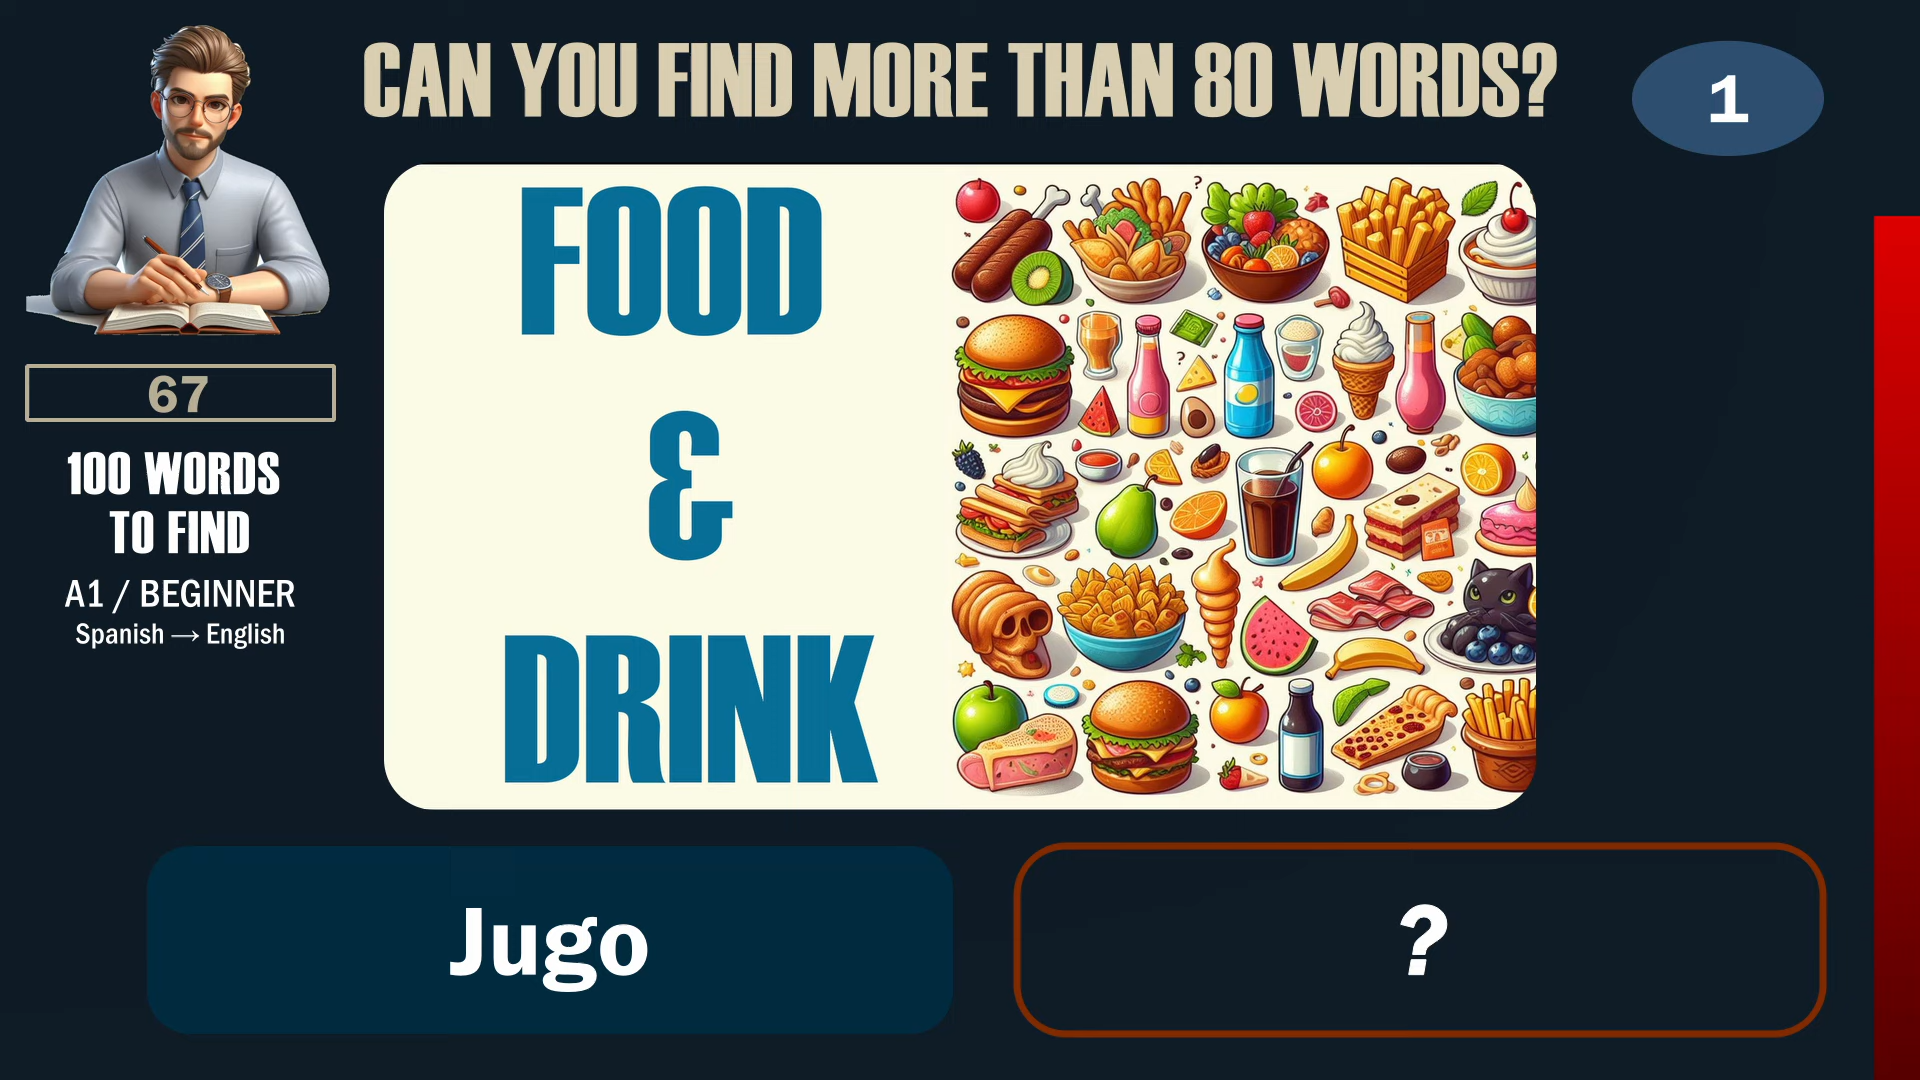 CAN YOU FIND MORE THAN 80 WORDS?
1
FOOD
&
DRINK
67
100 WORDS
TO FIND
A1 / BEGINNER
Spanish → English
Jugo
?